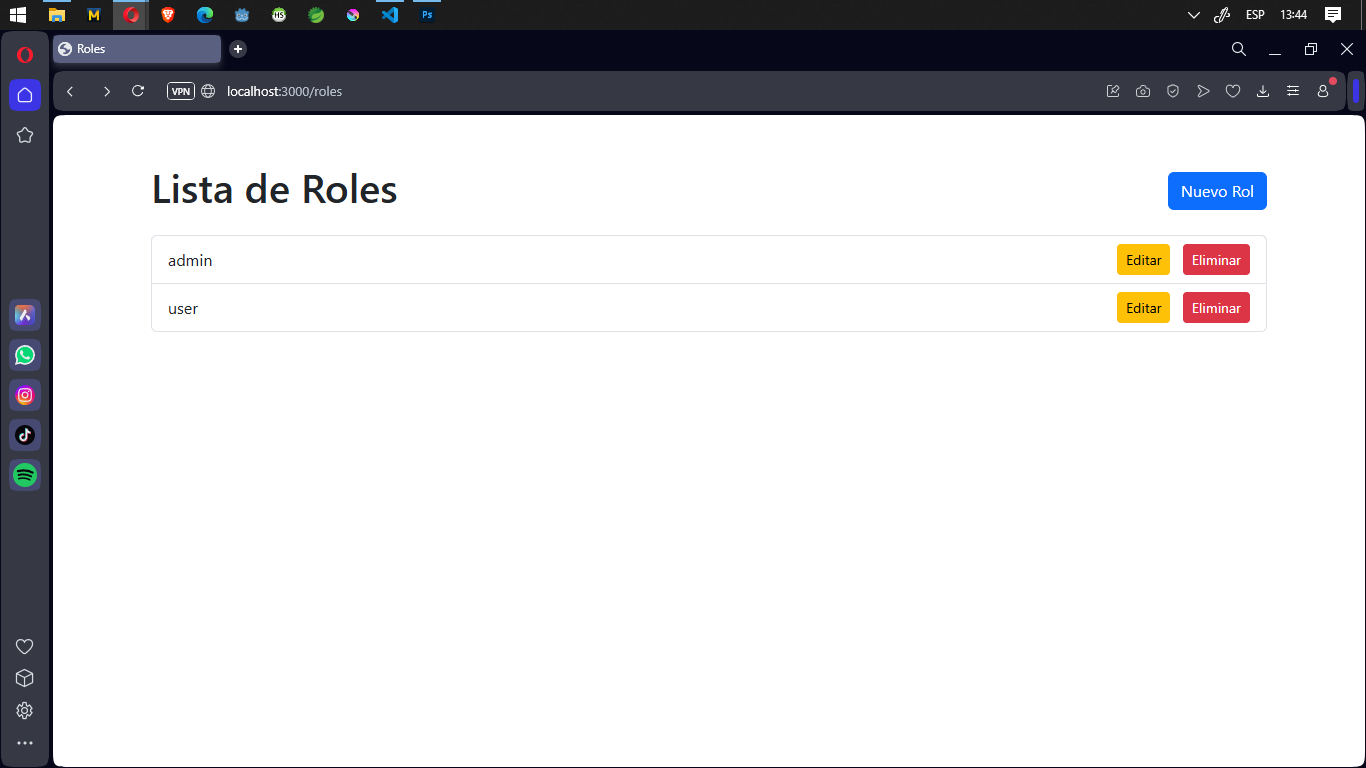 M
HS
Ps
ESP
13:44
Roles
VPN
localhost:3000/roles
Lista de Roles
Nuevo Rol
admin
Editar
Eliminar
user
Editar
Eliminar